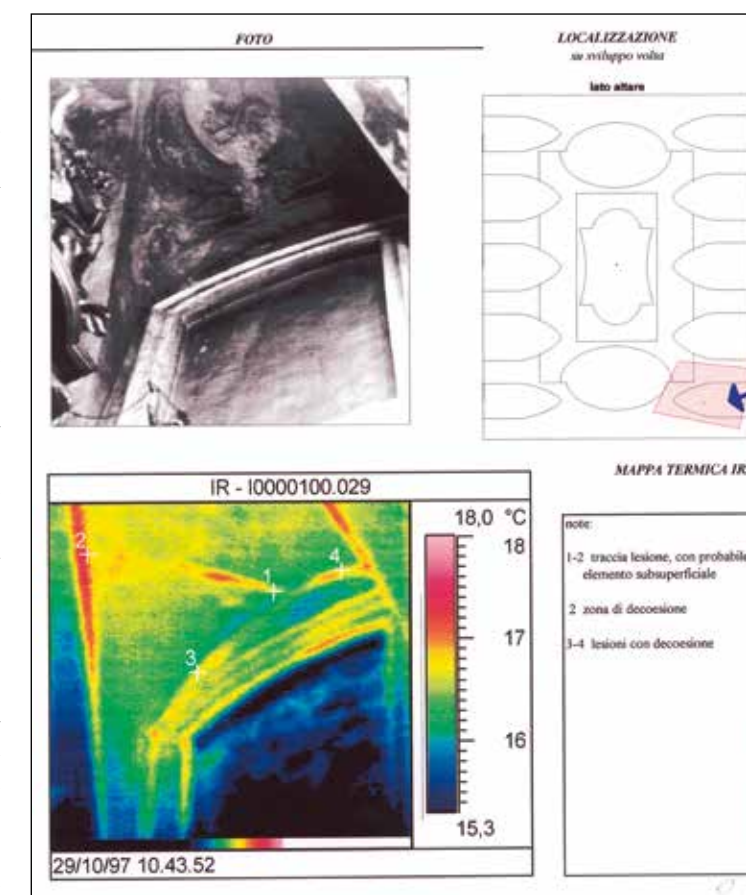 FOTO
LOCALIZZAZIONE
su sviluppo volta
lato altare
IR - I0000100.029
18,0 °C
18
17
16
15,3
2
1
4
3
29/10/97 10.43.52
MAPPA TERMICA IR
note:
1-2 traccia lesione, con probabile
elemento subsuperficiale
2 zona di decoesione
3-4 lesioni con decoesione